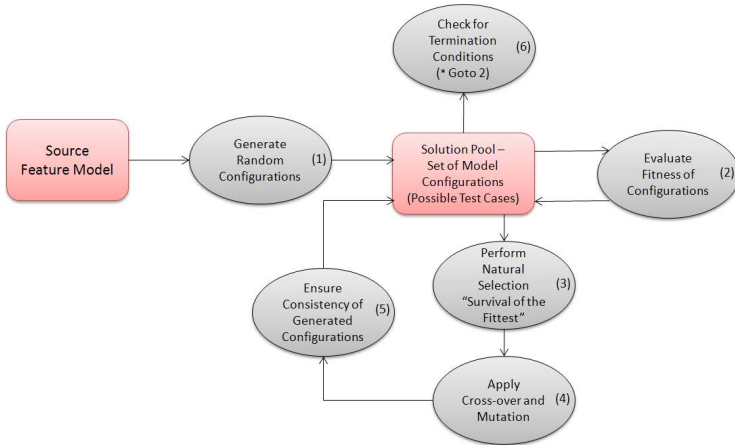 Source
Feature Model
Generate
Random
Configurations
(1)
Solution Pool –
Set of Model
Configurations
(Possible Test Cases)
Evaluate
Fitness of
Configurations
(2)
Perform
Natural
Selection
“Survival of the
Fittest”
(3)
Apply
Cross-over and
Mutation
(4)
Ensure
Consistency of
Generated
Configurations
(5)
Check for
Termination
Conditions
(* Goto 2)
(6)